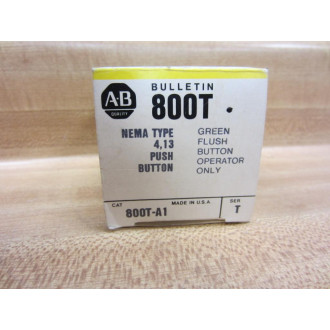 A-B
QUALITY
BULLETIN
800T
NEMA TYPE
4,13
PUSH
BUTTON
GREEN
FLUSH
BUTTON
OPERATOR
ONLY
CAT
800T-A1
MADE IN U.S.A.
SER
T